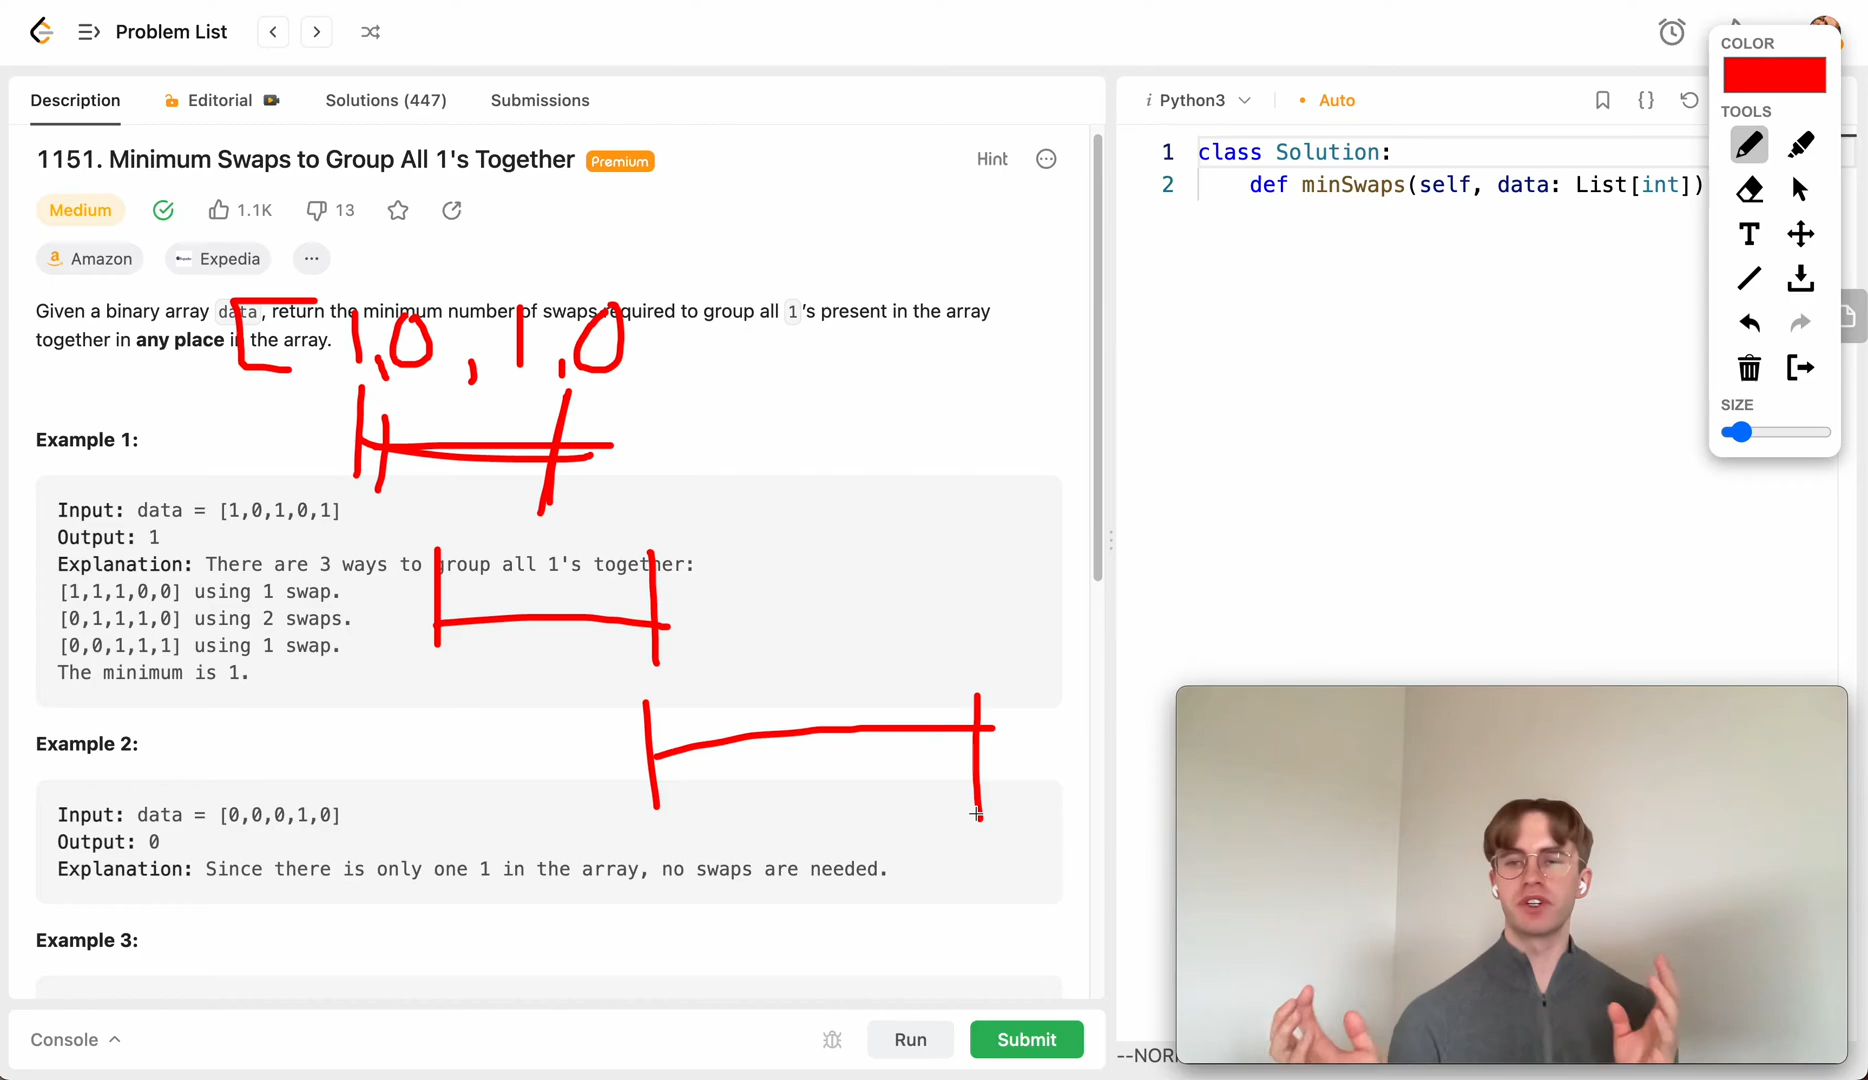 Problem List
Description Editorial Solutions (447) Submissions
1151. Minimum Swaps to Group All 1's Together Premium Hint
Medium 1.1K 13
Amazon Expedia ...
Given a binary array data, return the minimum number of swaps required to group all 1's present in the array
together in any place in the array.
[1,0,1,0
Example 1:
Input: data = [1,0,1,0,1]
Output: 1
Explanation: There are 3 ways to group all 1's together:
[1,1,1,0,0] using 1 swap.
[0,1,1,1,0] using 2 swaps.
[0,0,1,1,1] using 1 swap.
The minimum is 1.
Example 2:
Input: data = [0,0,0,1,0]
Output: 0
Explanation: Since there is only one 1 in the array, no swaps are needed.
Example 3:
Console Run Submit
i Python3 • Auto {}
1 class Solution:
2 def minSwaps(self, data: List[int])
--NOR
COLOR
TOOLS
T
SIZE